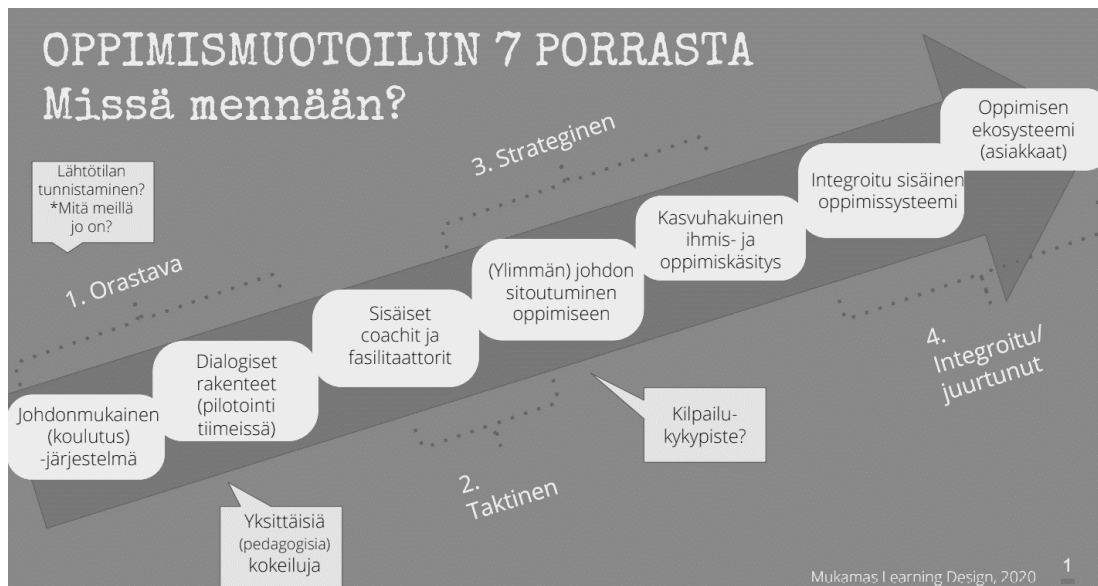 OPPIMISMUOTOILUN 7 PORRASTA
Missä mennään?
Lähtötilan
tunnistaminen?
*Mitä meillä
jo on?
1. Orastava
3. Strateginen
Oppimisen
ekosysteemi
(asiakkaat)
Integroitu sisäinen
oppimissysteemi
Kasvuhakuinen
ihmis- ja
oppimiskäsitys
(Ylimmän) johdon
sitoutuminen
oppimiseen
Sisäiset
coachit ja
fasilitaattorit
Dialogiset
rakenteet
(pilotointi
tiimeissä)
Johdonmukainen
(koulutus)
-järjestelmä
Yksittäisiä
(pedagogisia)
kokeiluja
2.
Taktinen
Kilpailu-
kykypiste?
4.
Integroitu/
juurtunut
Mukamas Learning Design, 2020
1